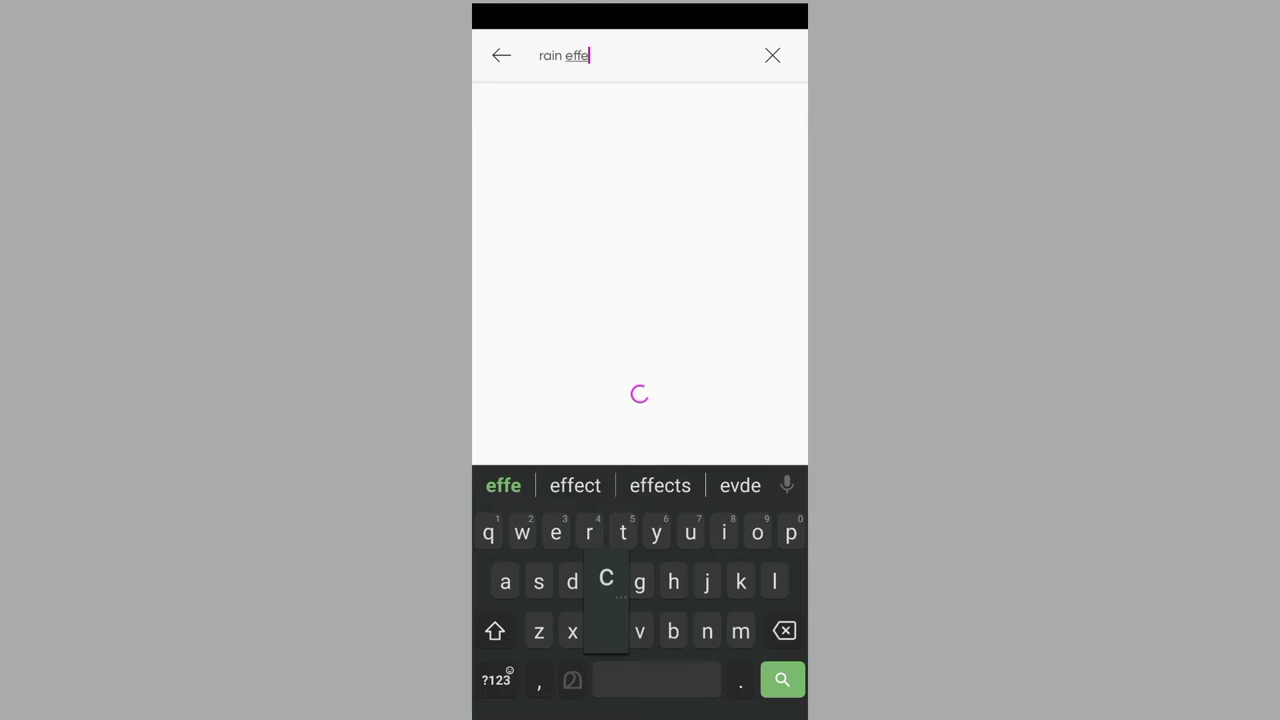 rain effe
effe effect effects evde
1 2 3 4 5 6 7 8 9 0
q w e r t y u i o p
a s d c g h j k l
z x v b n m
?123 , മ .